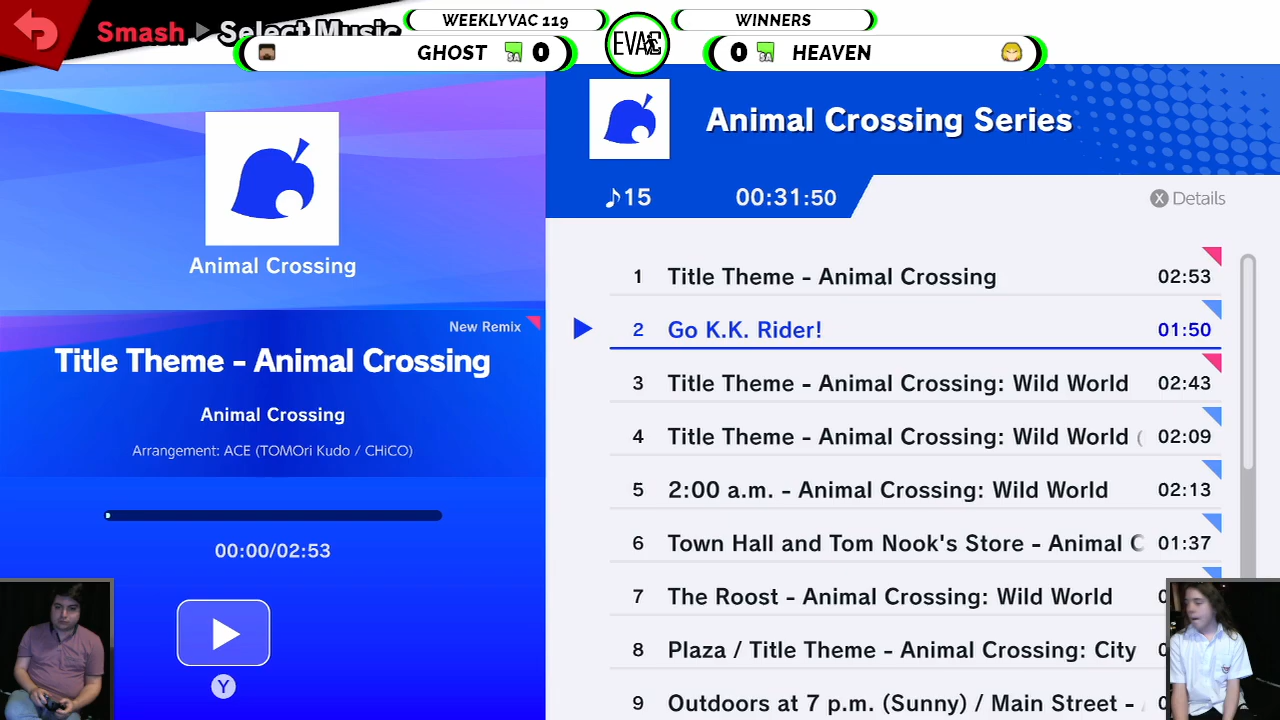 Smash ▶ Select Music
WEEKLYVAC 119
WINNERS
GHOST SA 0
EVAC
0 SA HEAVEN
Animal Crossing
New Remix
Title Theme - Animal Crossing
Animal Crossing
Arrangement: ACE (TOMOri Kudo / CHiCO)
00:00/02:53
Y
Animal Crossing Series
♪15 00:31:50
X Details
1 Title Theme - Animal Crossing 02:53
2 Go K.K. Rider! 01:50
3 Title Theme - Animal Crossing: Wild World 02:43
4 Title Theme - Animal Crossing: Wild World ( 02:09
5 2:00 a.m. - Animal Crossing: Wild World 02:13
6 Town Hall and Tom Nook's Store - Animal C 01:37
7 The Roost - Animal Crossing: Wild World
8 Plaza / Title Theme - Animal Crossing: City
9 Outdoors at 7 p.m. (Sunny) / Main Street -